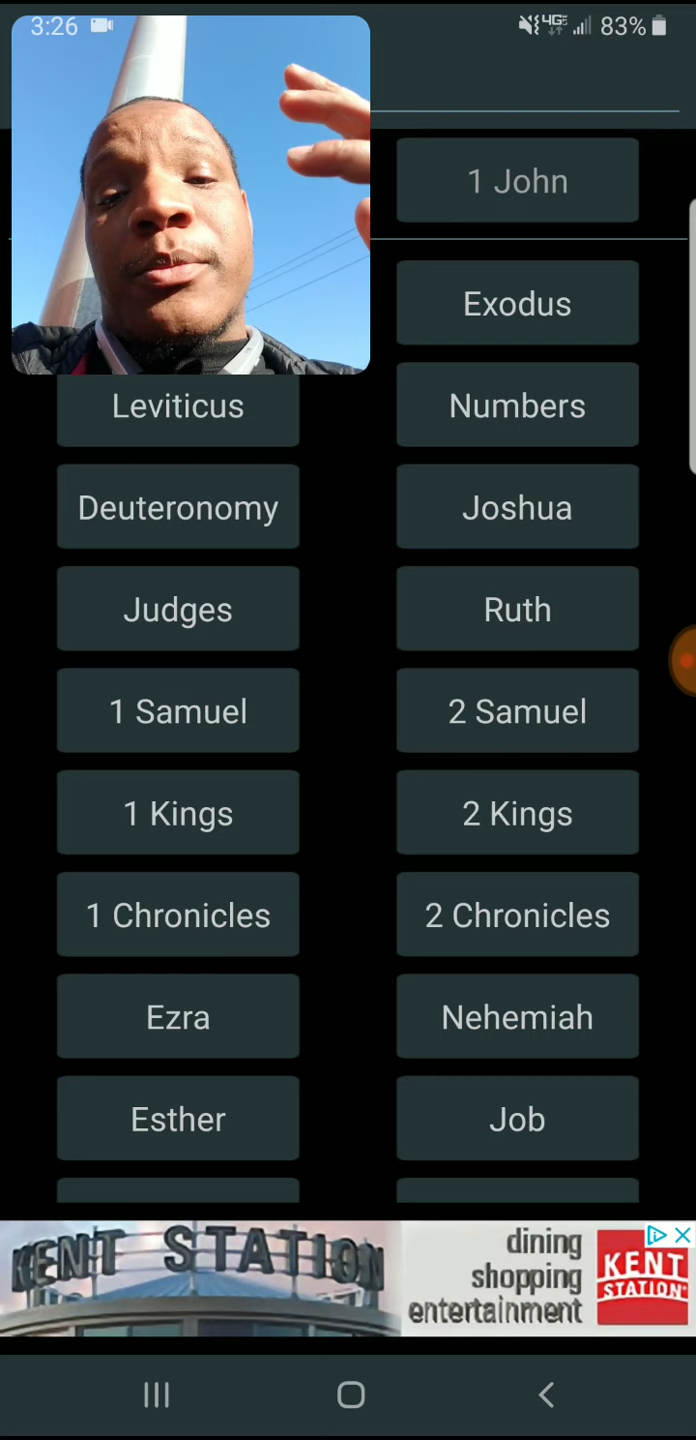 3:26
4GE 83%
1 John
Exodus
Leviticus Numbers
Deuteronomy Joshua
Judges Ruth
1 Samuel 2 Samuel
1 Kings 2 Kings
1 Chronicles 2 Chronicles
Ezra Nehemiah
Esther Job
KENT STATION
dining
shopping
entertainment
KENT
STATION